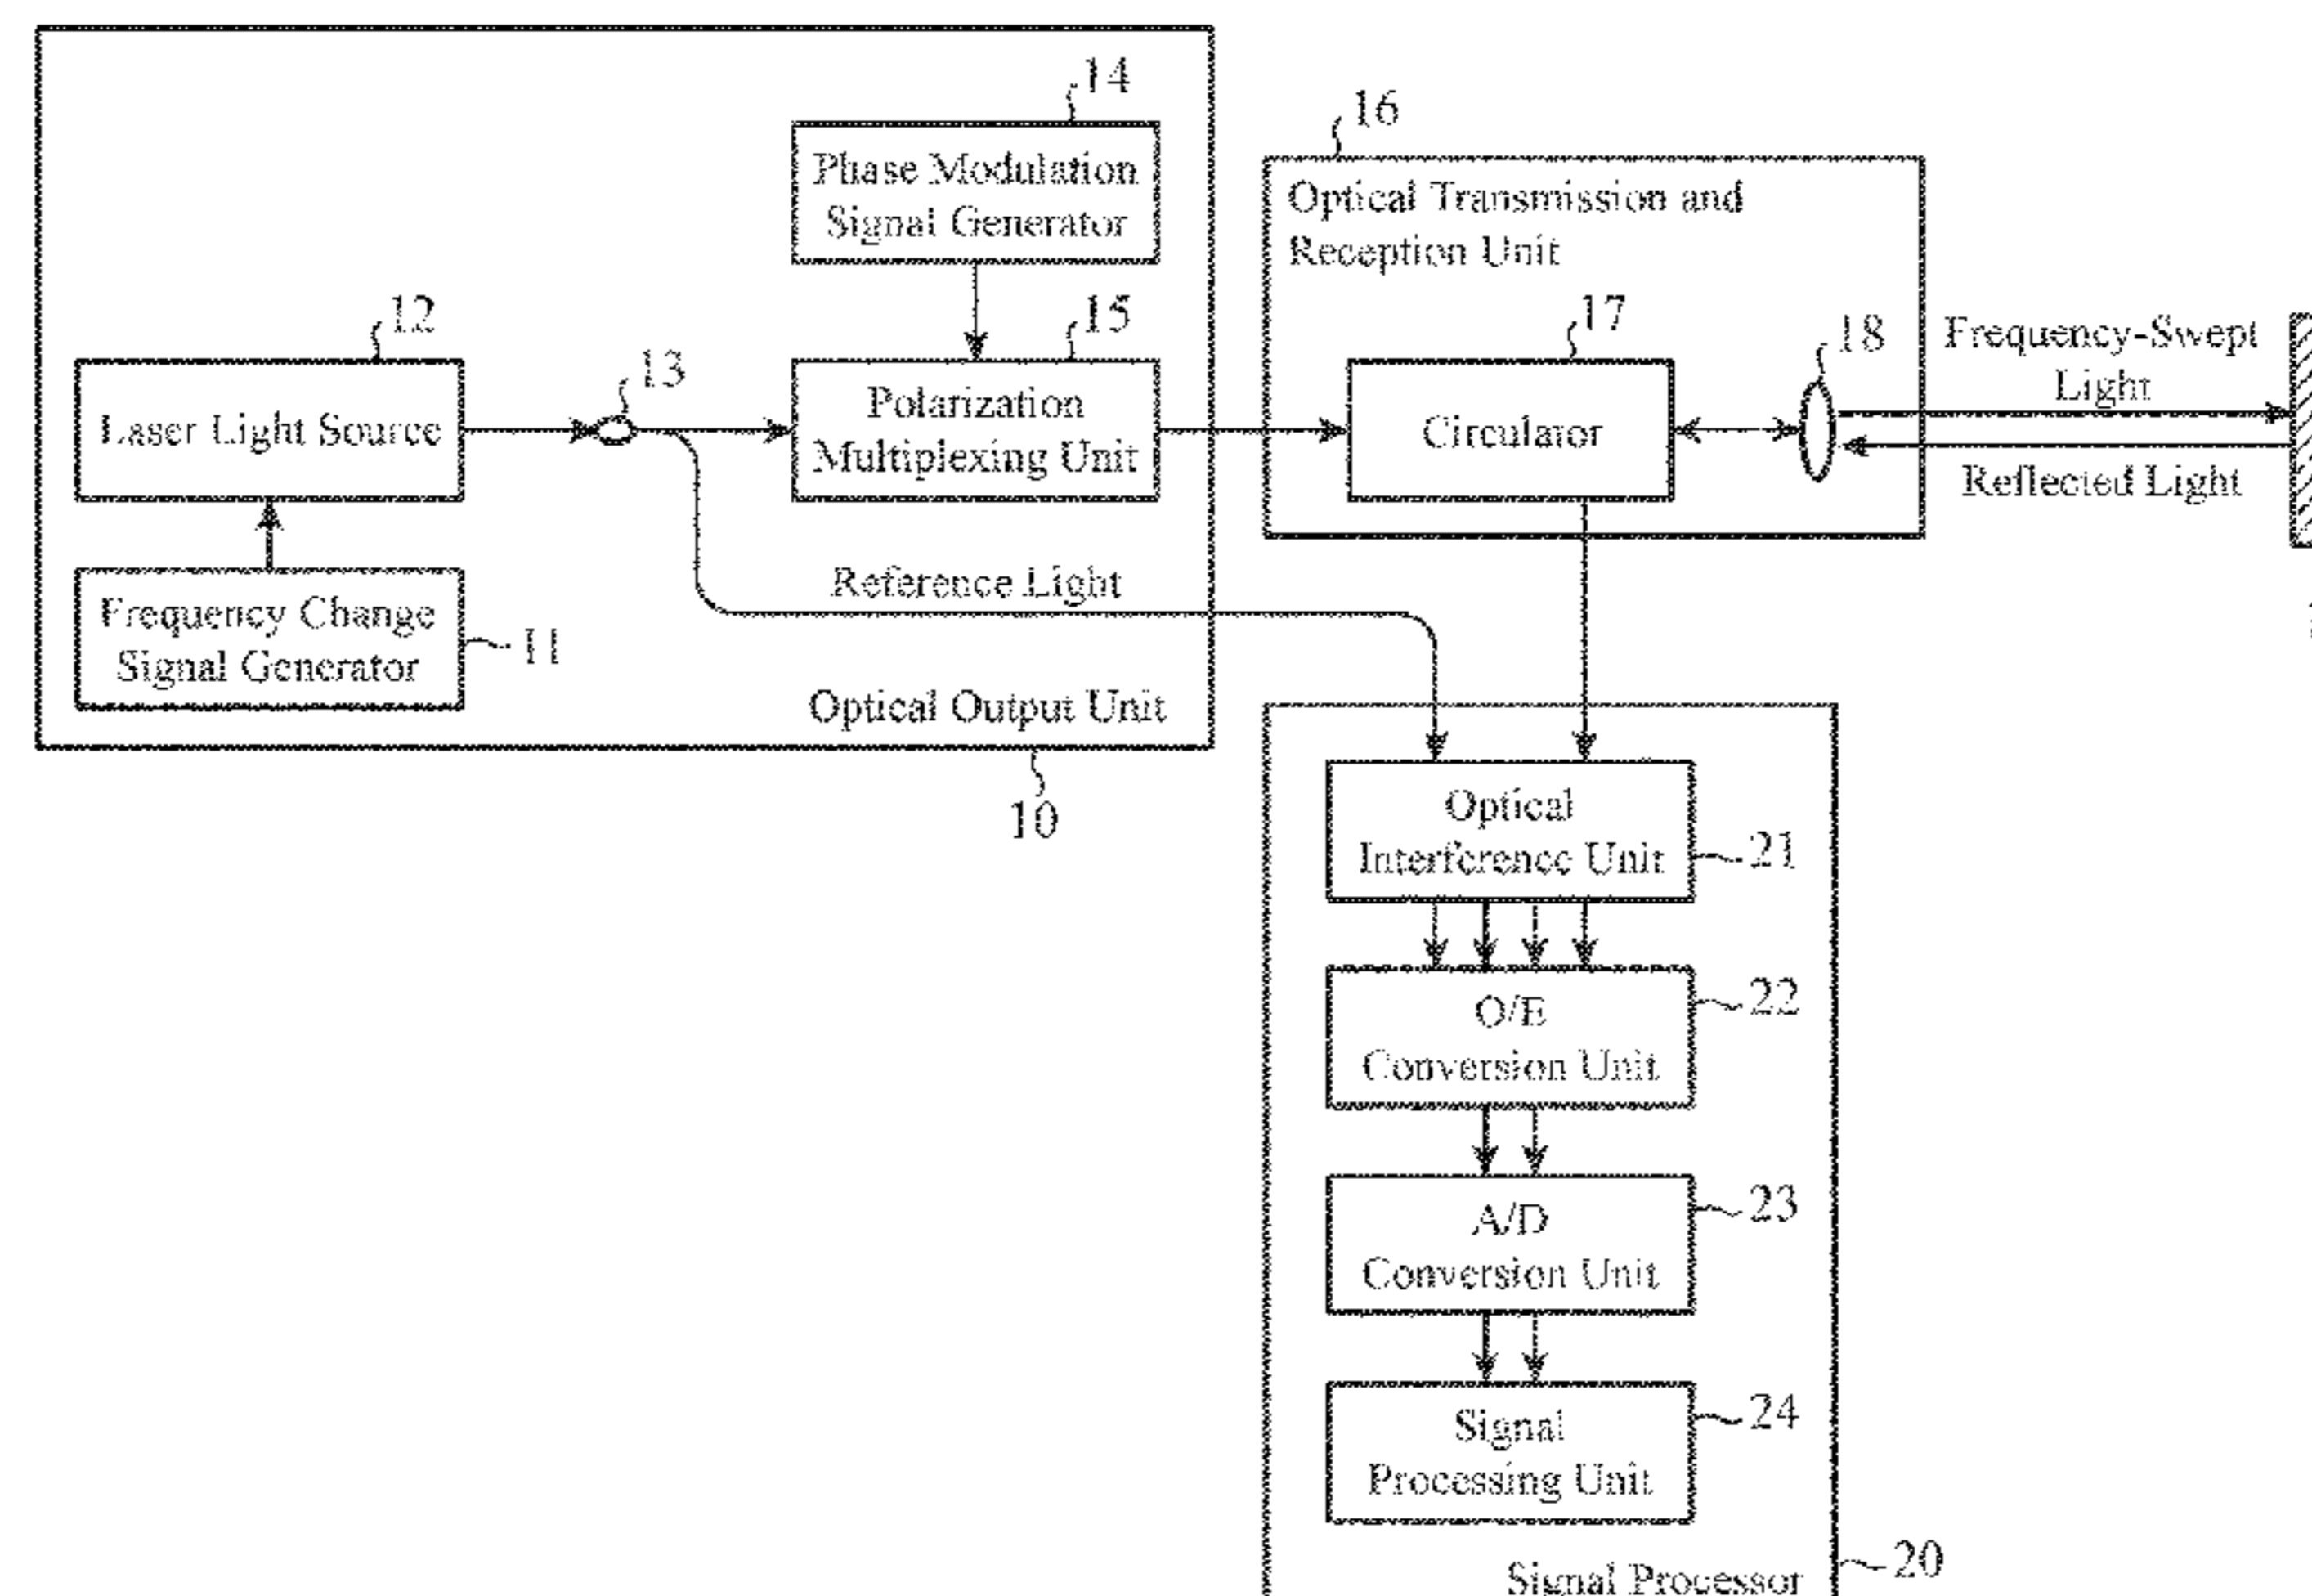 14
Phase Modulation
Signal Generator
16
Optical Transmission and
Reception Unit
12
Laser Light Source
13
15
Polarization
Multiplexing Unit
17
Circulator
18
Frequency-Swept
Light
Reflected Light
Frequency Change
Signal Generator
11
Reference Light
Optical Output Unit
10
Optical
Interference Unit
21
O/E
Conversion Unit
22
A/D
Conversion Unit
23
Signal
Processing Unit
24
Signal Processor
20